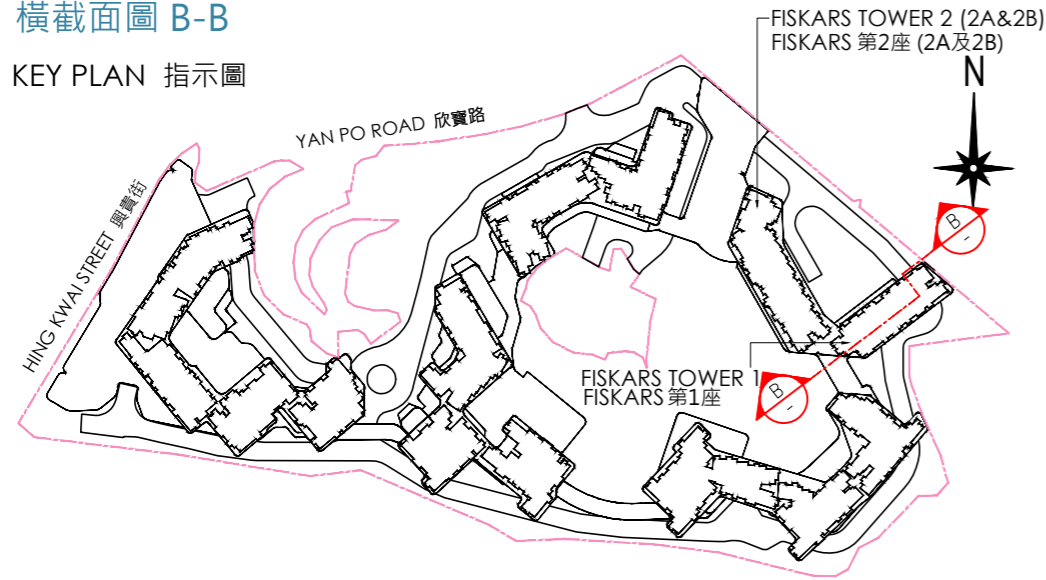 橫截面圖 B-B
KEY PLAN 指示圖
FISKARS TOWER 2 (2A&2B)
FISKARS 第2座 (2A及2B)
N
YAN PO ROAD 欣寶路
HING KWAI STREET 興貴街
B
-
FISKARS TOWER 1
FISKARS 第1座
B
-